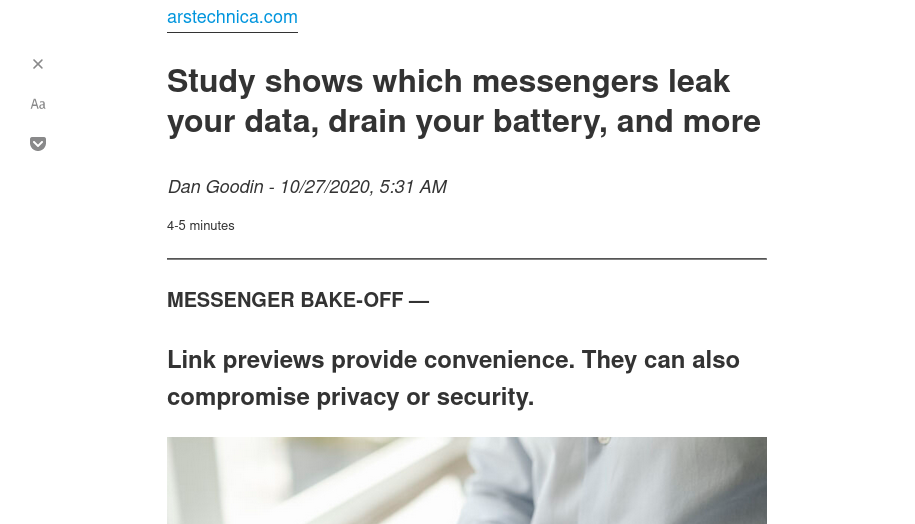 arstechnica.com
Aa
Study shows which messengers leak
your data, drain your battery, and more
Dan Goodin - 10/27/2020, 5:31 AM
4-5 minutes
MESSENGER BAKE-OFF —
Link previews provide convenience. They can also
compromise privacy or security.